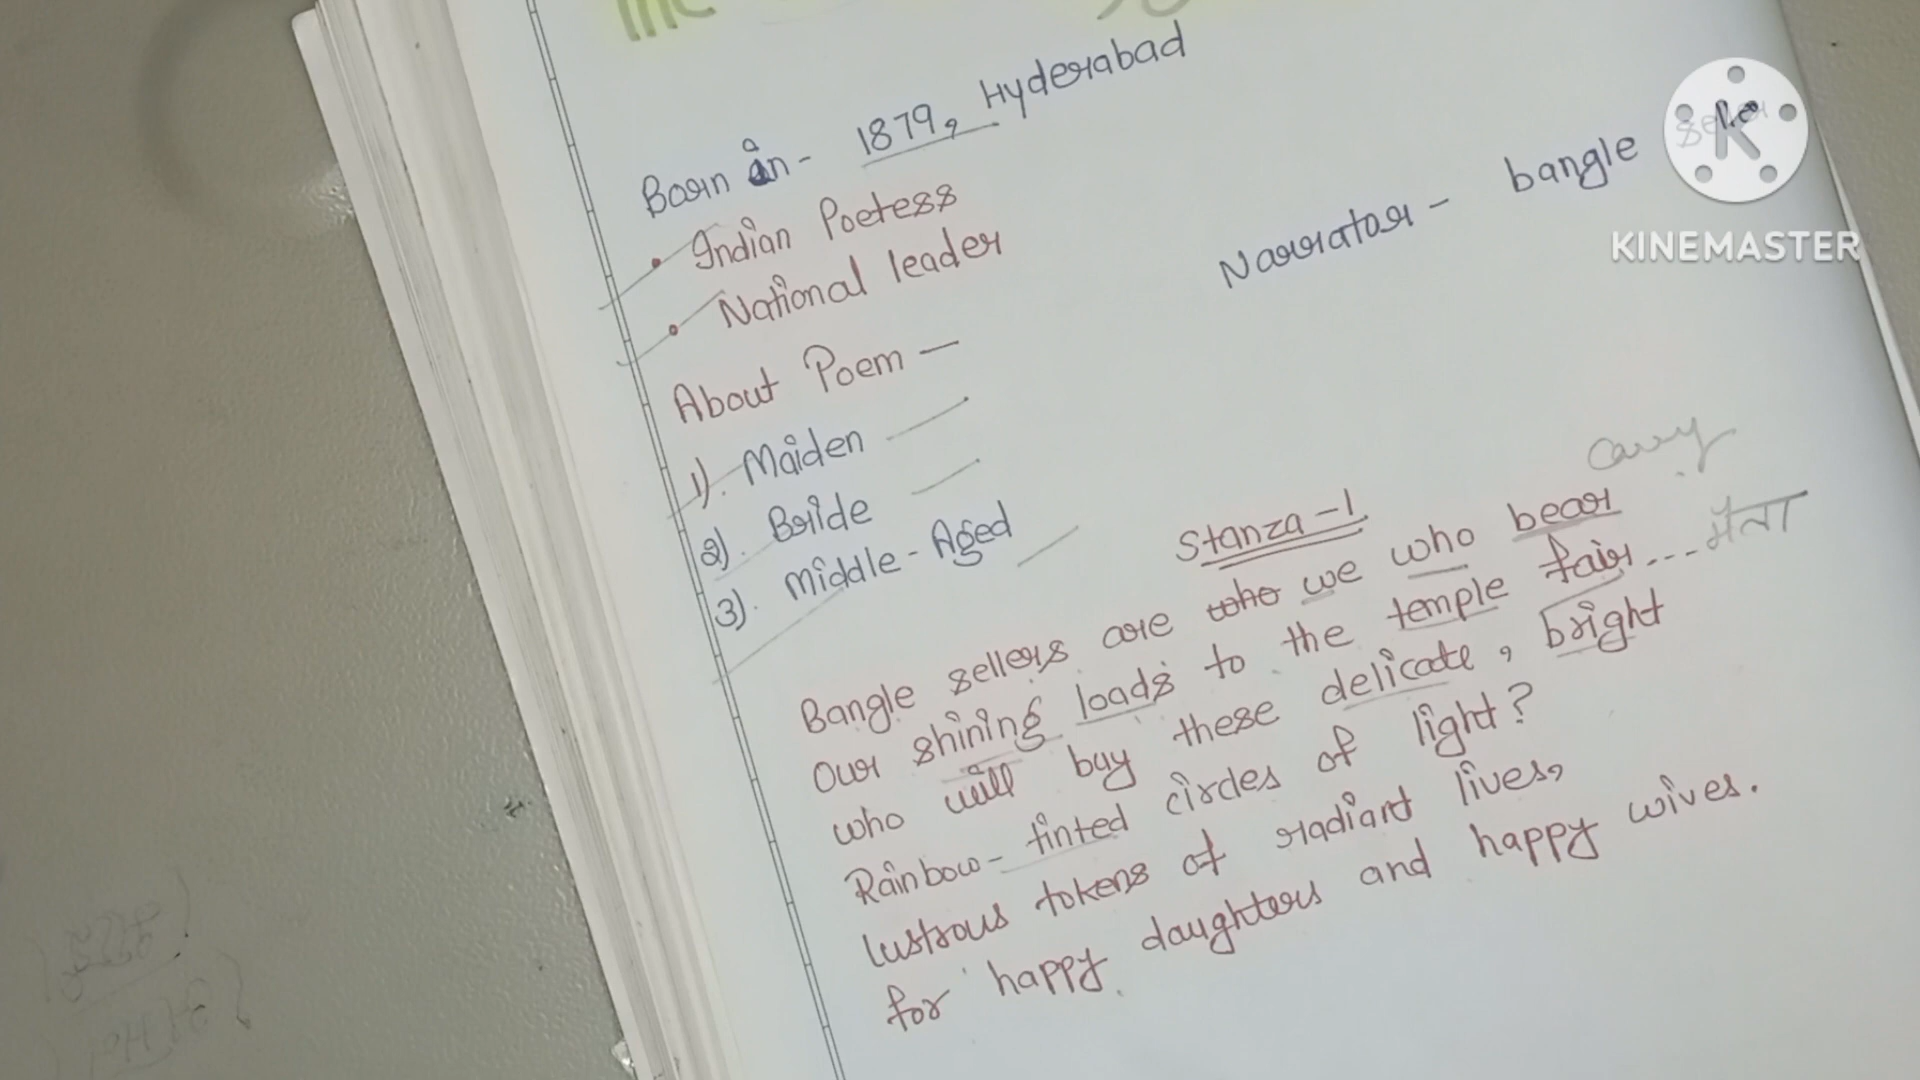 Born in - 1879, Hyderabad
• Indian Poetess
• National leader
Narrator - bangle
KINEMASTER
About Poem -
1). Maiden
2). Bride
3). Middle-Aged
Stanza-1
carry
Bangle sellers are who we who bear
Our shining loads to the temple fair... मेला
who will buy these delicate, bright
Rainbow-tinted circles of light?
lustrous tokens of radiant lives,
for happy daughters and happy wives.